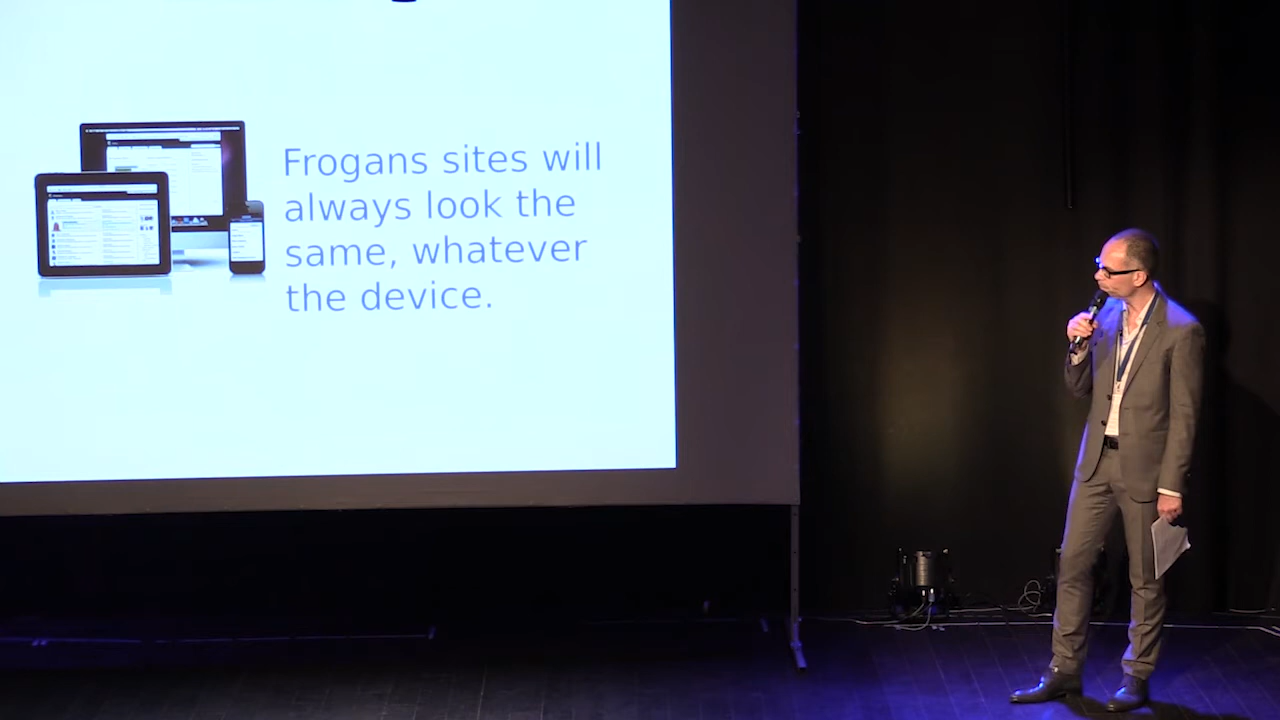 Frogans sites will
always look the
same, whatever
the device.